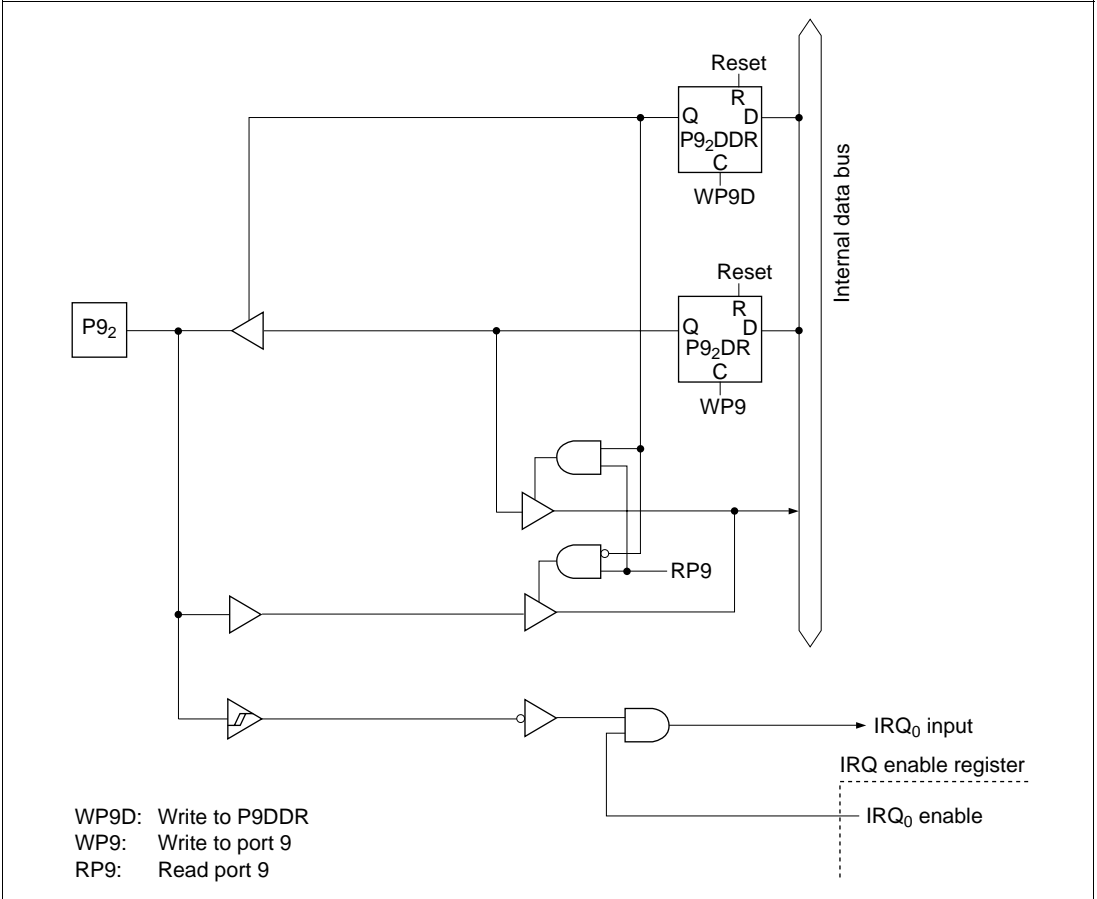 Reset
R
Q D
P9₂DDR
C
WP9D
Internal data bus
Reset
R
P9₂
Q D
P9₂DR
C
WP9
RP9
IRQ₀ input
IRQ enable register
IRQ₀ enable
WP9D: Write to P9DDR
WP9: Write to port 9
RP9: Read port 9